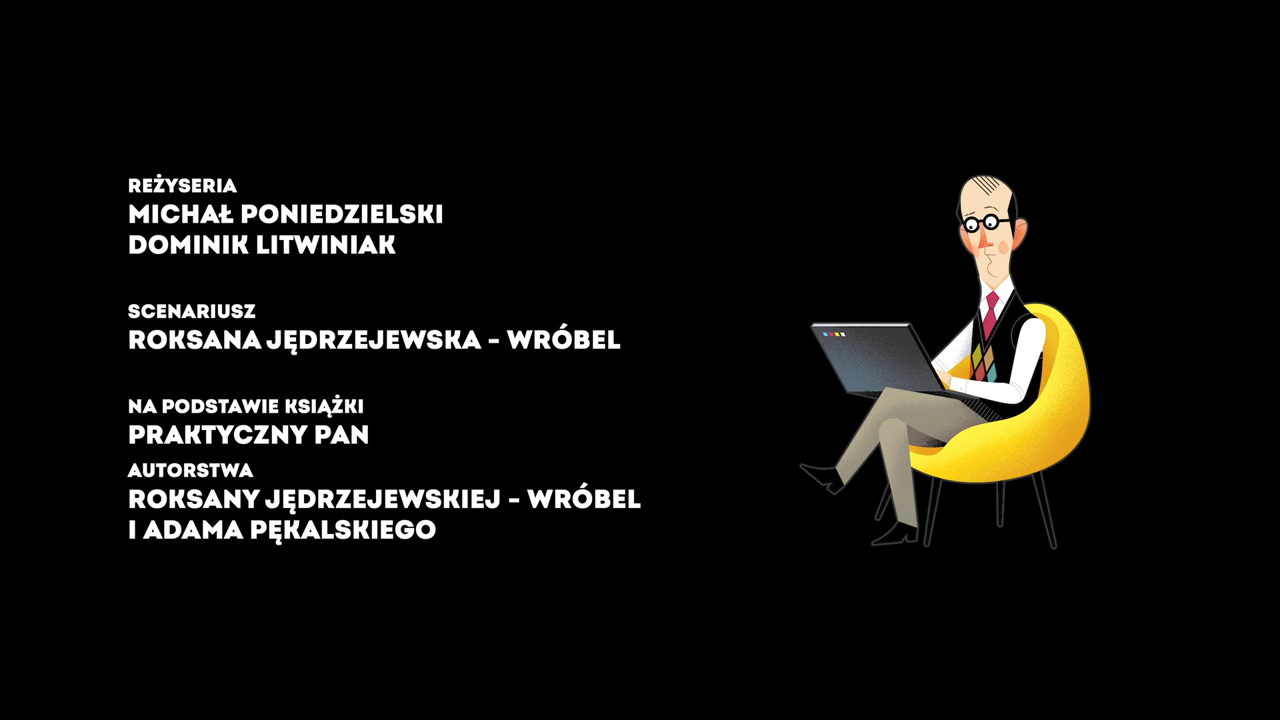 REŻYSERIA
MICHAŁ PONIEDZIELSKI
DOMINIK LITWINIAK
SCENARIUSZ
ROKSANA JĘDRZEJEWSKA – WRÓBEL
NA PODSTAWIE KSIĄŻKI
PRAKTYCZNY PAN
AUTORSTWA
ROKSANY JĘDRZEJEWSKIEJ – WRÓBEL
I ADAMA PĘKALSKIEGO